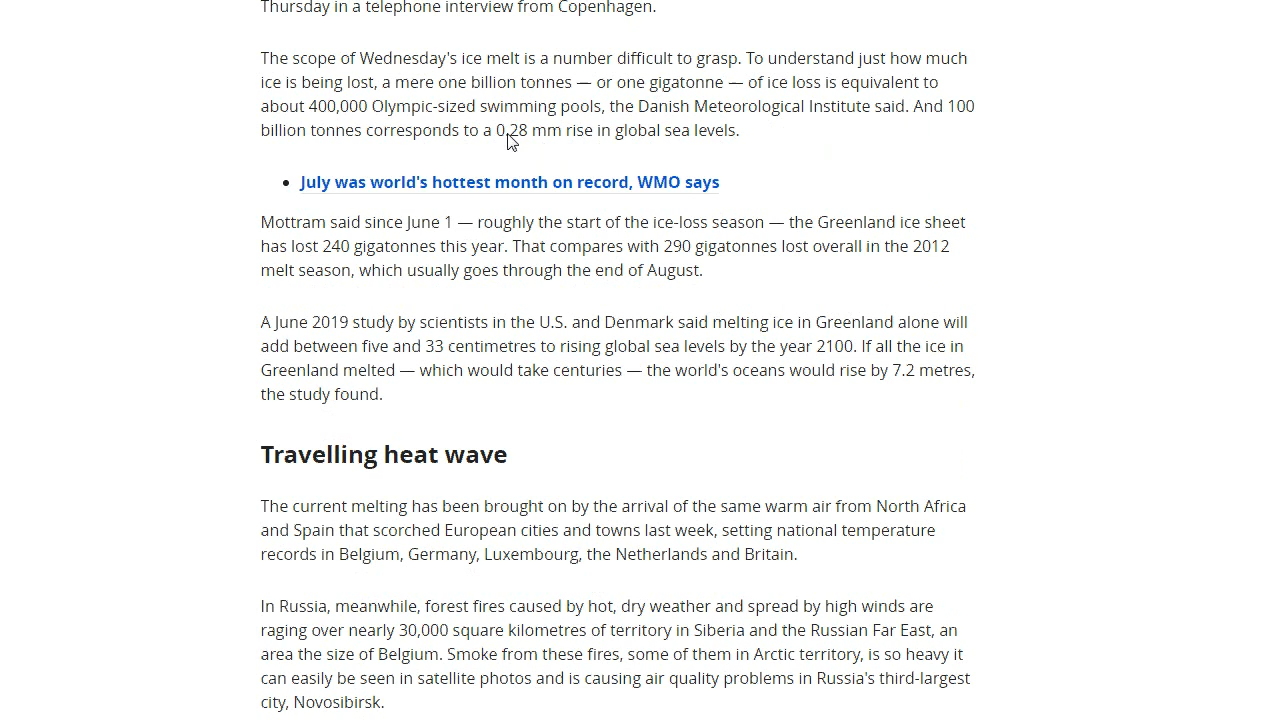 Thursday in a telephone interview from Copenhagen.
The scope of Wednesday's ice melt is a number difficult to grasp. To understand just how much
ice is being lost, a mere one billion tonnes — or one gigatonne — of ice loss is equivalent to
about 400,000 Olympic-sized swimming pools, the Danish Meteorological Institute said. And 100
billion tonnes corresponds to a 0.28 mm rise in global sea levels.
• July was world's hottest month on record, WMO says
Mottram said since June 1 — roughly the start of the ice-loss season — the Greenland ice sheet
has lost 240 gigatonnes this year. That compares with 290 gigatonnes lost overall in the 2012
melt season, which usually goes through the end of August.
A June 2019 study by scientists in the U.S. and Denmark said melting ice in Greenland alone will
add between five and 33 centimetres to rising global sea levels by the year 2100. If all the ice in
Greenland melted — which would take centuries — the world's oceans would rise by 7.2 metres,
the study found.
Travelling heat wave
The current melting has been brought on by the arrival of the same warm air from North Africa
and Spain that scorched European cities and towns last week, setting national temperature
records in Belgium, Germany, Luxembourg, the Netherlands and Britain.
In Russia, meanwhile, forest fires caused by hot, dry weather and spread by high winds are
raging over nearly 30,000 square kilometres of territory in Siberia and the Russian Far East, an
area the size of Belgium. Smoke from these fires, some of them in Arctic territory, is so heavy it
can easily be seen in satellite photos and is causing air quality problems in Russia's third-largest
city, Novosibirsk.